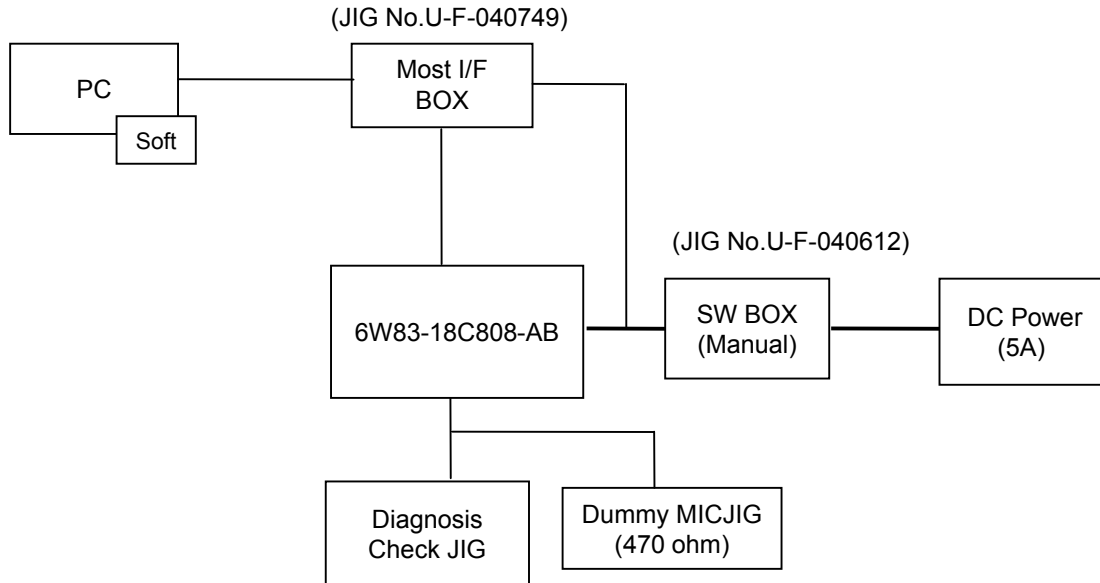 (JIG No.U-F-040749)
PC
Soft
Most I/F
BOX
(JIG No.U-F-040612)
6W83-18C808-AB
SW BOX
(Manual)
DC Power
(5A)
Diagnosis
Check JIG
Dummy MICJIG
(470 ohm)